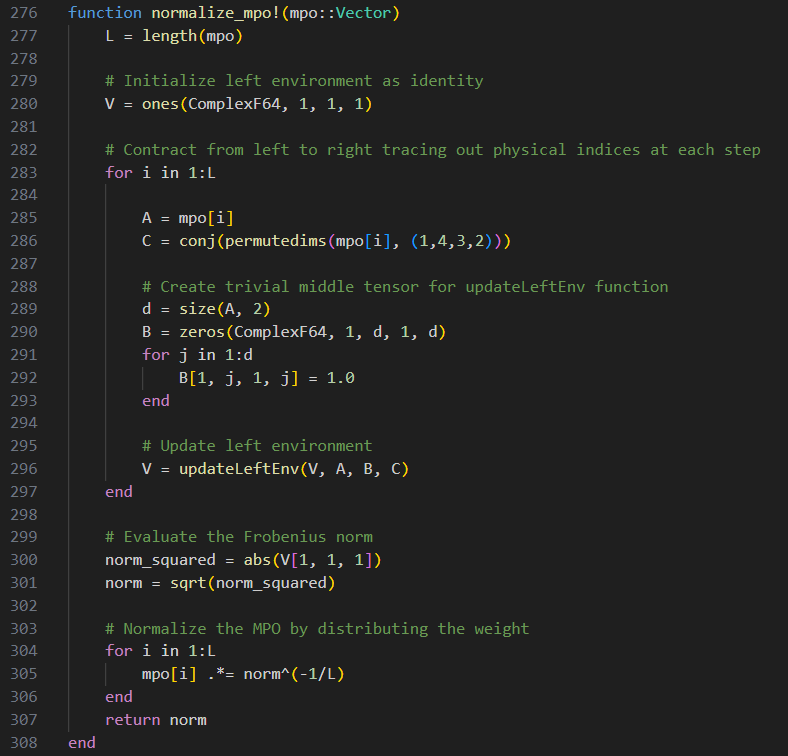 276 function normalize_mpo!(mpo::Vector)
277     L = length(mpo)
278
279     # Initialize left environment as identity
280     V = ones(ComplexF64, 1, 1, 1)
281
282     # Contract from left to right tracing out physical indices at each step
283     for i in 1:L
284
285         A = mpo[i]
286         C = conj(permutedims(mpo[i], (1,4,3,2)))
287
288         # Create trivial middle tensor for updateLeftEnv function
289         d = size(A, 2)
290         B = zeros(ComplexF64, 1, d, 1, d)
291         for j in 1:d
292             B[1, j, 1, j] = 1.0
293         end
294
295         # Update left environment
296         V = updateLeftEnv(V, A, B, C)
297     end
298
299     # Evaluate the Frobenius norm
300     norm_squared = abs(V[1, 1, 1])
301     norm = sqrt(norm_squared)
302
303     # Normalize the MPO by distributing the weight
304     for i in 1:L
305         mpo[i] .*= norm^(-1/L)
306     end
307     return norm
308 end